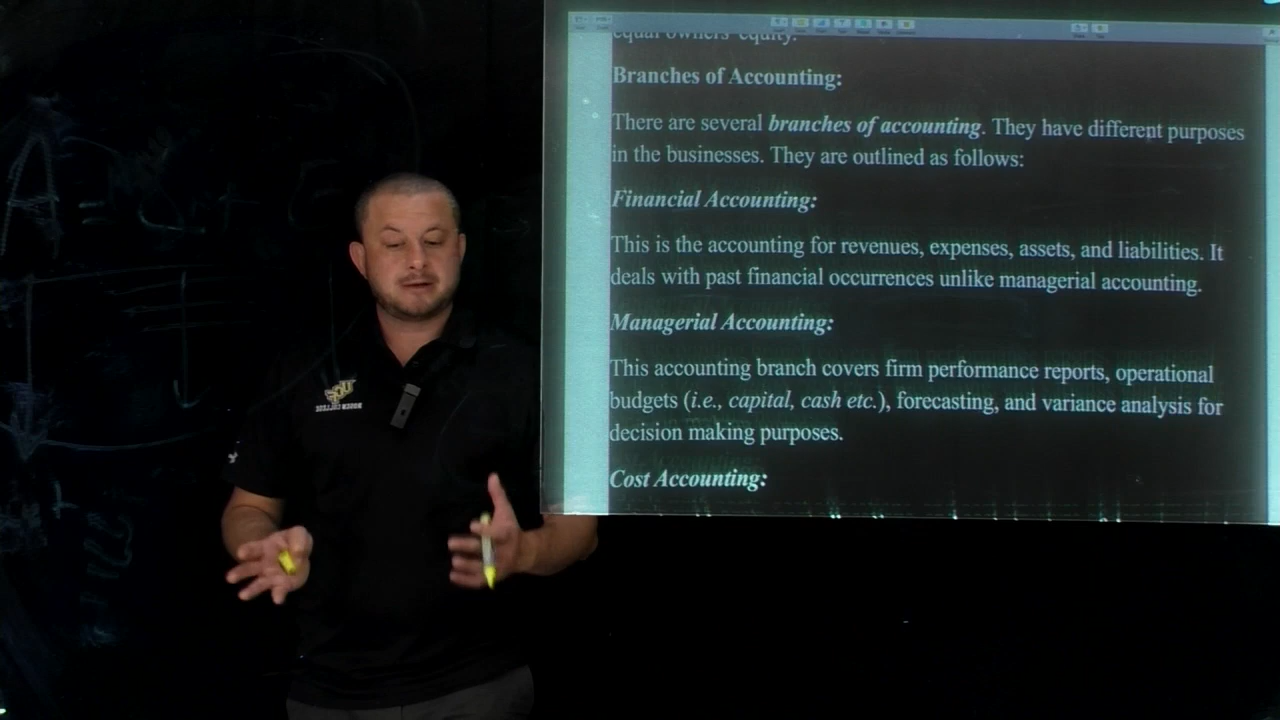 equal owners' equity.
Branches of Accounting:
There are several branches of accounting. They have different purposes
in the businesses. They are outlined as follows:
Financial Accounting:
This is the accounting for revenues, expenses, assets, and liabilities. It
deals with past financial occurrences unlike managerial accounting.
Managerial Accounting:
This accounting branch covers firm performance reports, operational
budgets (i.e., capital, cash etc.), forecasting, and variance analysis for
decision making purposes.
Cost Accounting: